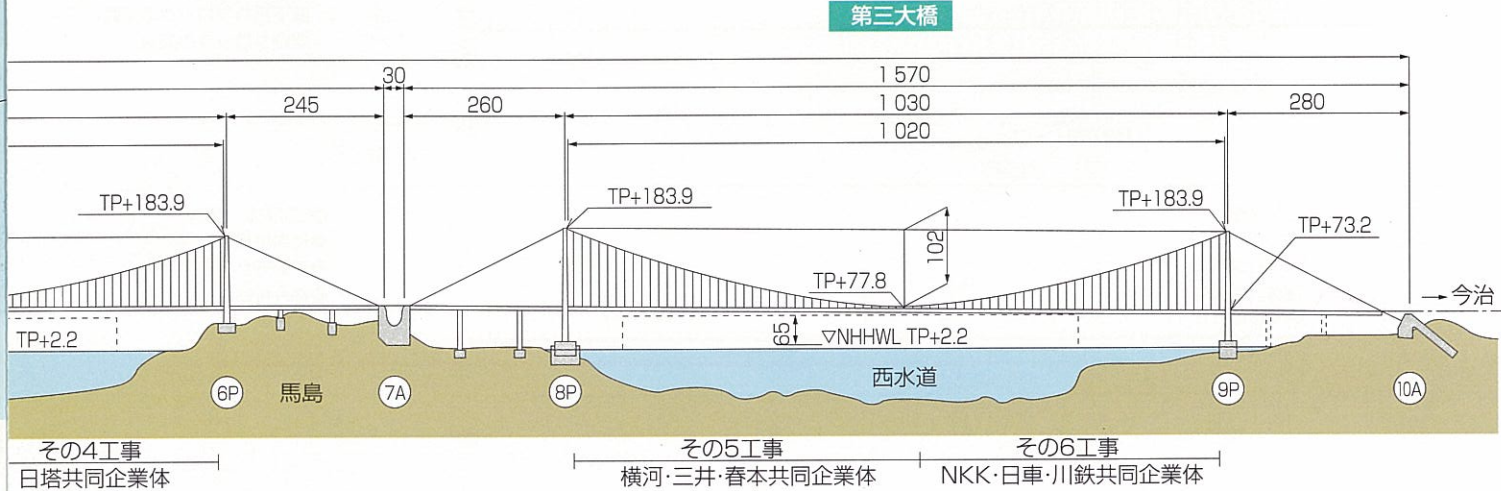 第三大橋
30
1 570
245
260
1 030
280
1 020
TP+183.9
TP+183.9
TP+183.9
TP+73.2
102
TP+77.8
→ 今治
TP+2.2
65
▽NHHWL TP+2.2
西水道
6P
馬島
7A
8P
9P
10A
その4工事
その5工事
その6工事
日塔共同企業体
横河・三井・春本共同企業体
NKK・日車・川鉄共同企業体